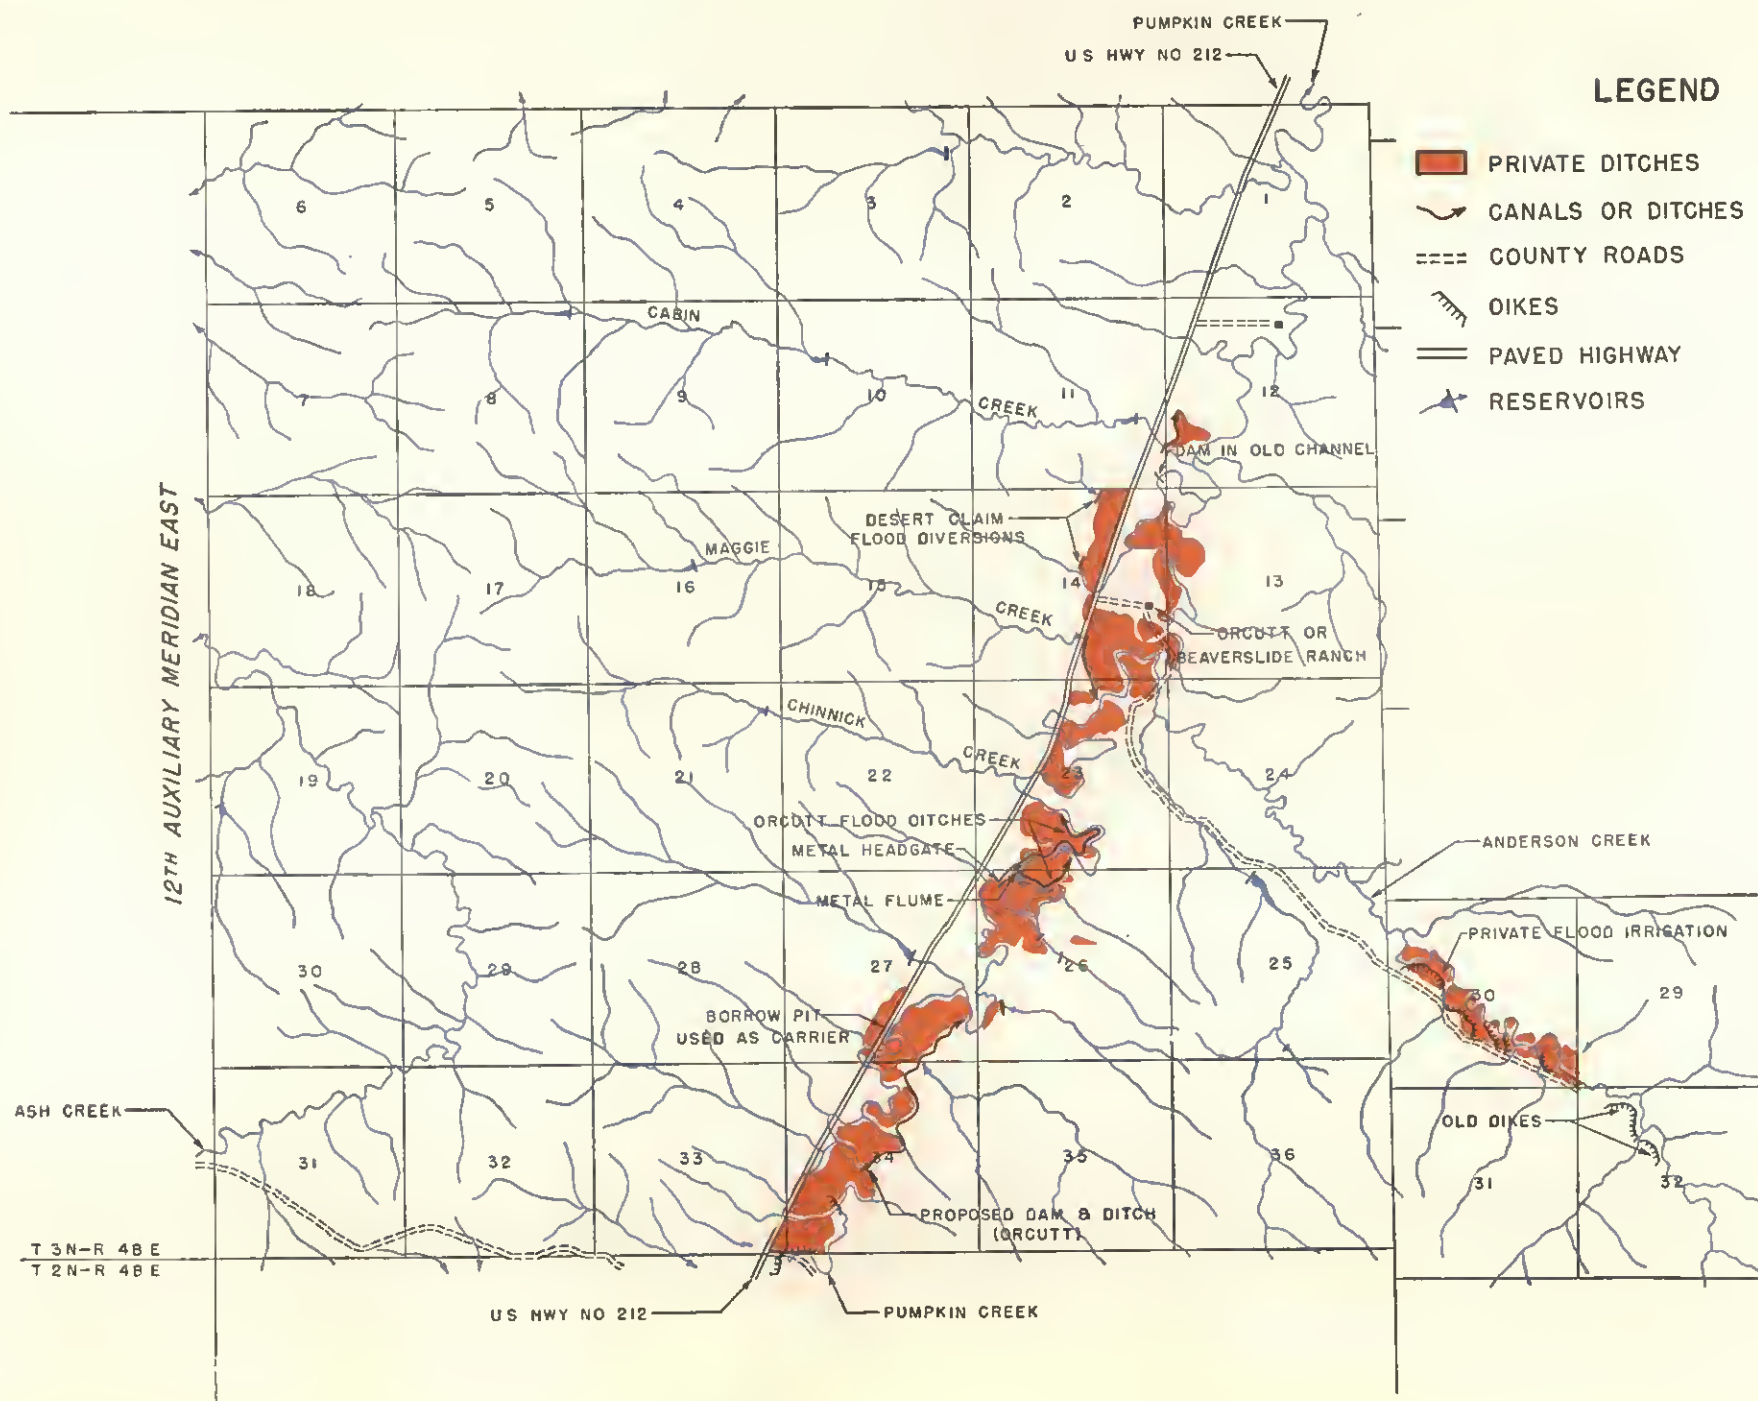 PUMPKIN CREEK
US HWY NO 212
LEGEND
PRIVATE DITCHES
CANALS OR DITCHES
COUNTY ROADS
OIKES
PAVED HIGHWAY
RESERVOIRS
6 5 4 3 2 1
CABIN
CREEK
7 8 9 10 11 12
DAM IN OLD CHANNEL
12TH AUXILIARY MERIDIAN EAST
DESERT CLAIM
FLOOD DIVERSIONS
MAGGIE
CREEK
18 17 16 15 14 13
ORCUTT OR
BEAVERSLIDE RANCH
CHINNICK
CREEK
19 20 21 22 23 24
ORCOTT FLOOD OITCHES
METAL HEADGATE
METAL FLUME
ANDERSON CREEK
PRIVATE FLOOD IRRIGATION
30 29 28 27 26 25 30 29
BORROW PIT
USED AS CARRIER
ASH CREEK
OLD OIKES
31 32 33 34 35 36 31 32
PROPOSED DAM & DITCH
(ORCUTT)
T 3N-R 48E
T 2N-R 48E
US HWY NO 212
PUMPKIN CREEK